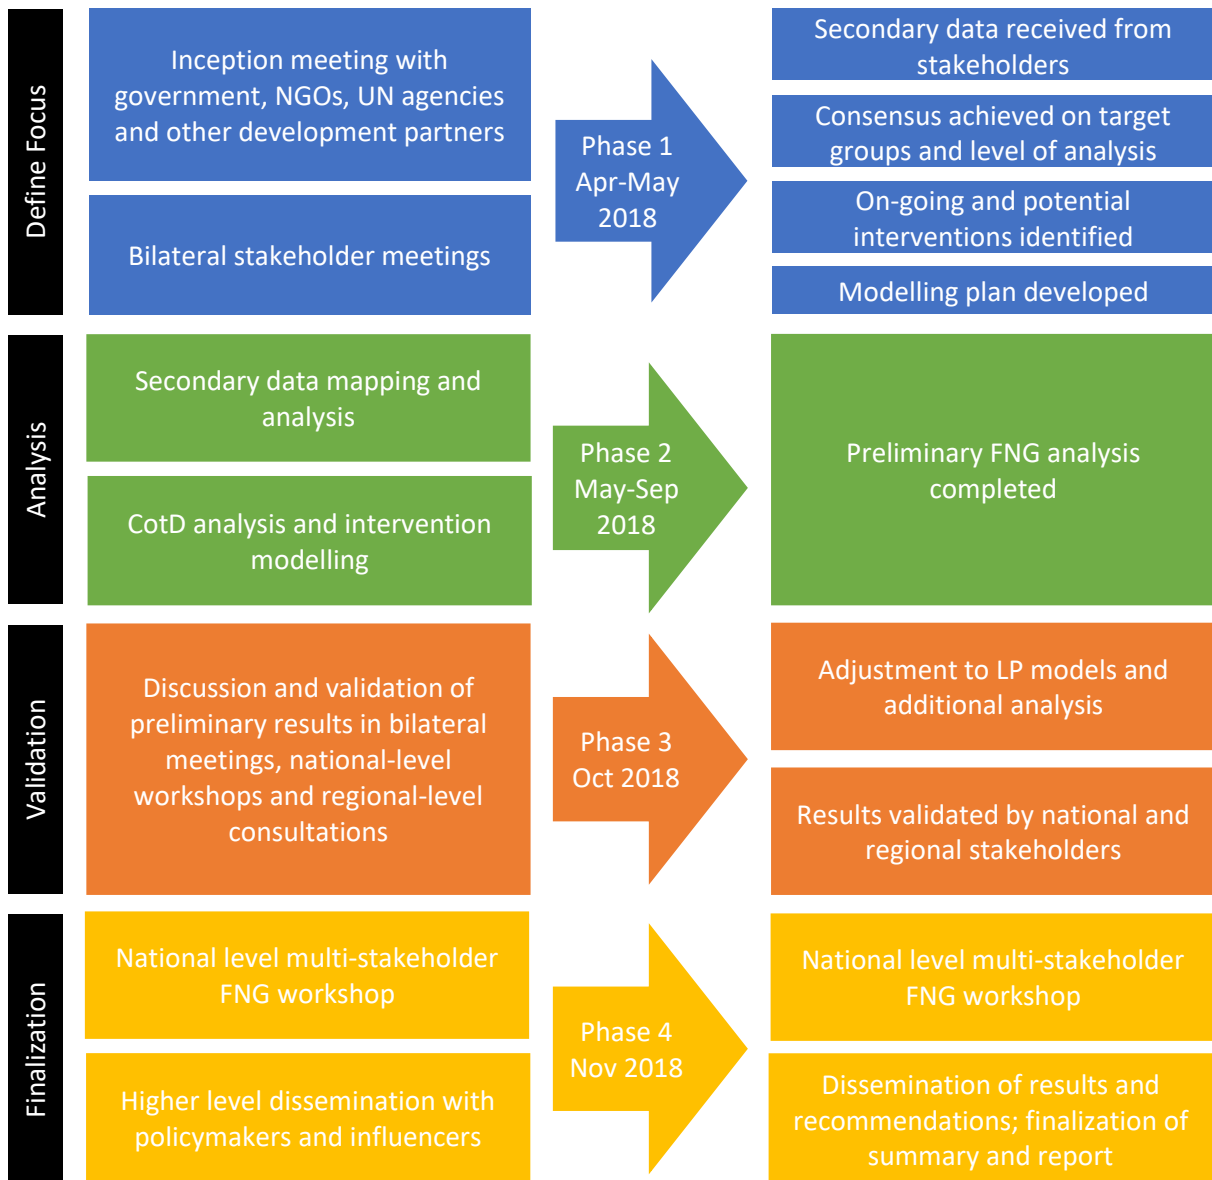 Define Focus
Inception meeting with
government, NGOs, UN agencies
and other development partners
Bilateral stakeholder meetings
Phase 1
Apr-May
2018
Secondary data received from
stakeholders
Consensus achieved on target
groups and level of analysis
On-going and potential
interventions identified
Modelling plan developed
Analysis
Secondary data mapping and
analysis
CotD analysis and intervention
modelling
Phase 2
May-Sep
2018
Preliminary FNG analysis
completed
Validation
Discussion and validation of
preliminary results in bilateral
meetings, national-level
workshops and regional-level
consultations
Phase 3
Oct 2018
Adjustment to LP models and
additional analysis
Results validated by national and
regional stakeholders
Finalization
National level multi-stakeholder
FNG workshop
Higher level dissemination with
policymakers and influencers
Phase 4
Nov 2018
National level multi-stakeholder
FNG workshop
Dissemination of results and
recommendations; finalization of
summary and report